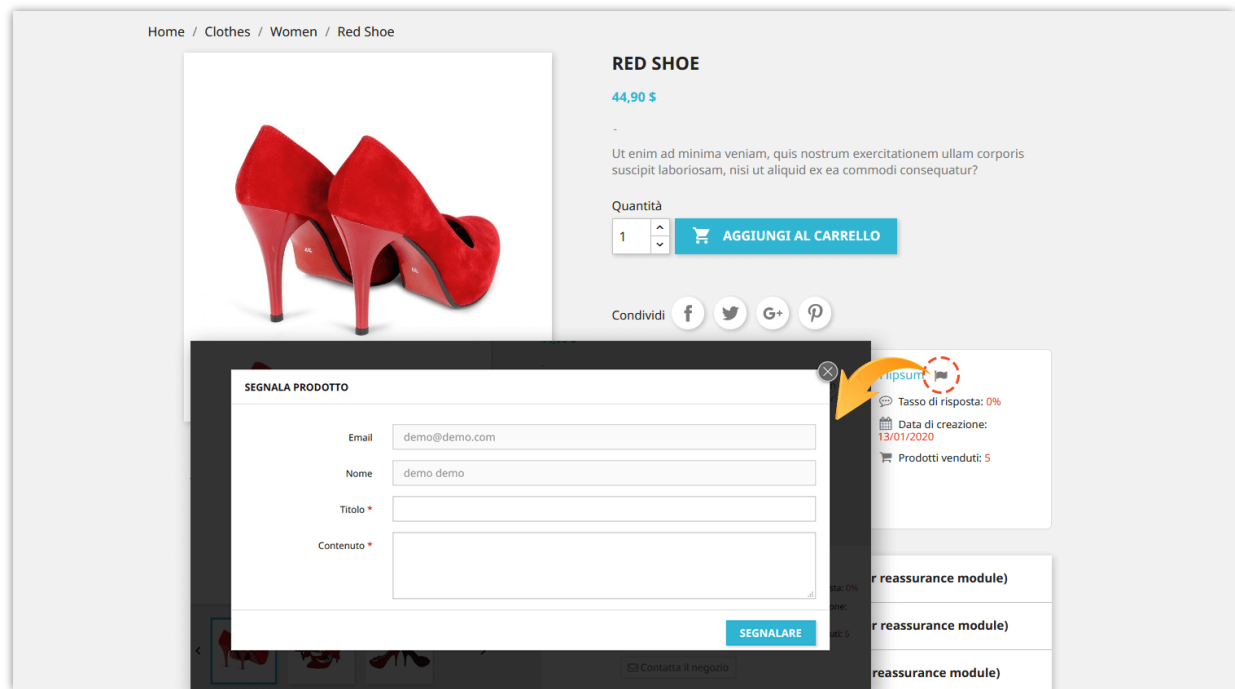 Home / Clothes / Women / Red Shoe
RED SHOE
44,90 $
-
Ut enim ad minima veniam, quis nostrum exercitationem ullam corporis
suscipit laboriosam, nisi ut aliquid ex ea commodi consequatur?
Quantità
1
AGGIUNGI AL CARRELLO
Condividi
Tasso di risposta: 0%
Data di creazione:
13/01/2020
Prodotti venduti: 5
SEGNALA PRODOTTO
Email
demo@demo.com
Nome
demo demo
Titolo *
Contenuto *
SEGNALARE
Contatta il negozio
reassurance module)
reassurance module)
reassurance module)